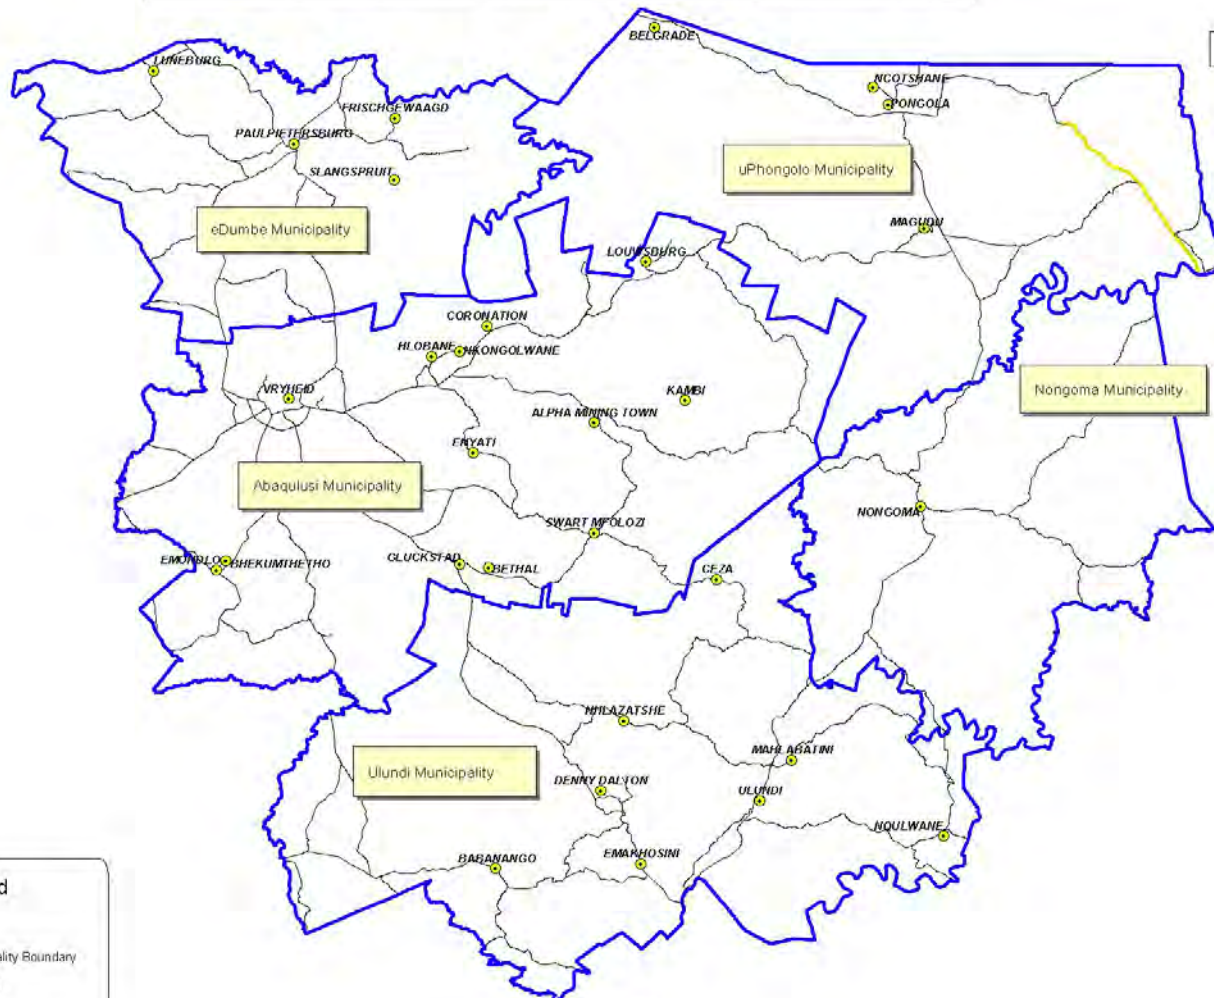 BELGRADE
LUNEBURG
NCOTSHANE
PONGOLA
FRISCHGEWAAGD
PAULPIETERSBURG
SLANGSPRUIT
uPhongolo Municipality
eDumbe Municipality
MAGUDU
LOUWSBURG
CORONATION
HLOBANE
NKONGOLWANE
Nongoma Municipality
VRYHEID
KAMBI
ALPHA MINING TOWN
ENYATI
Abaqulusi Municipality
NONGOMA
SWART MFOLOZI
EMONDLO
BHEKUMTHETHO
GLUCKSTAD
BETHAL
CEZA
NHLAZATSHE
MAHLABATINI
Ulundi Municipality
DENNY DALTON
ULUNDI
NQULWANE
BABANANGO
EMAKHOSINI
d
ality Boundary